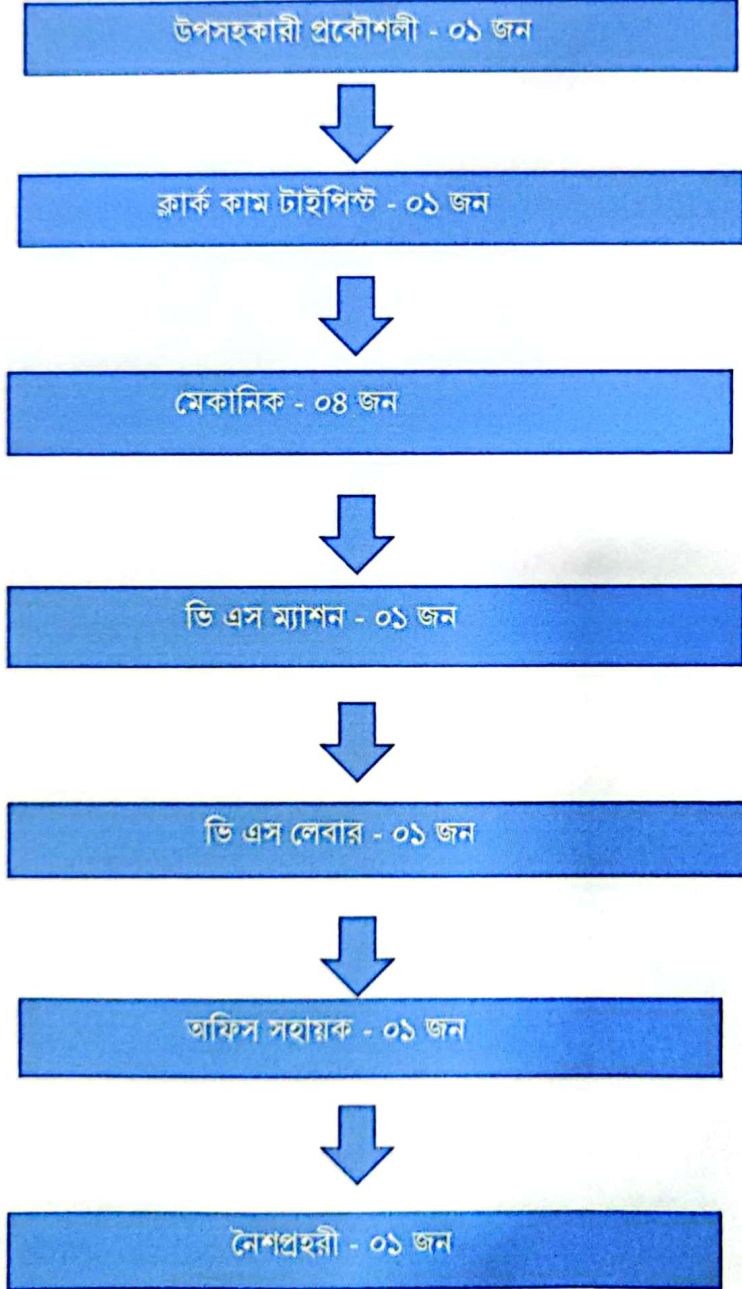 উপসহকারী প্রকৌশলী - ০১ জন
ক্লার্ক কাম টাইপিস্ট - ০১ জন
মেকানিক - ০৪ জন
ভি এস ম্যাশন - ০১ জন
ভি এস লেবার - ০১ জন
অফিস সহায়ক - ০১ জন
নৈশপ্রহরী - ০১ জন